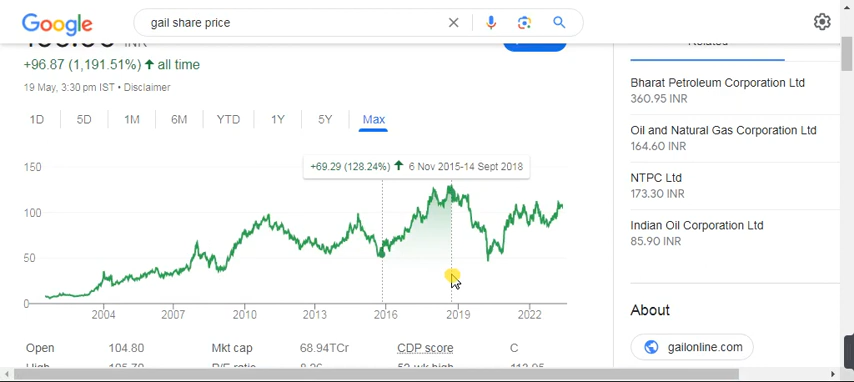 Google
gail share price
INR
+96.87 (1,191.51%) all time
19 May, 3:30 pm IST • Disclaimer
1D 5D 1M 6M YTD 1Y 5Y Max
+69.29 (128.24%) 6 Nov 2015-14 Sept 2018
150
100
50
0
2004 2007 2010 2013 2016 2019 2022
Open 104.80 Mkt cap 68.94TCr CDP score C
Related
Bharat Petroleum Corporation Ltd
360.95 INR
Oil and Natural Gas Corporation Ltd
164.60 INR
NTPC Ltd
173.30 INR
Indian Oil Corporation Ltd
85.90 INR
About
gailonline.com